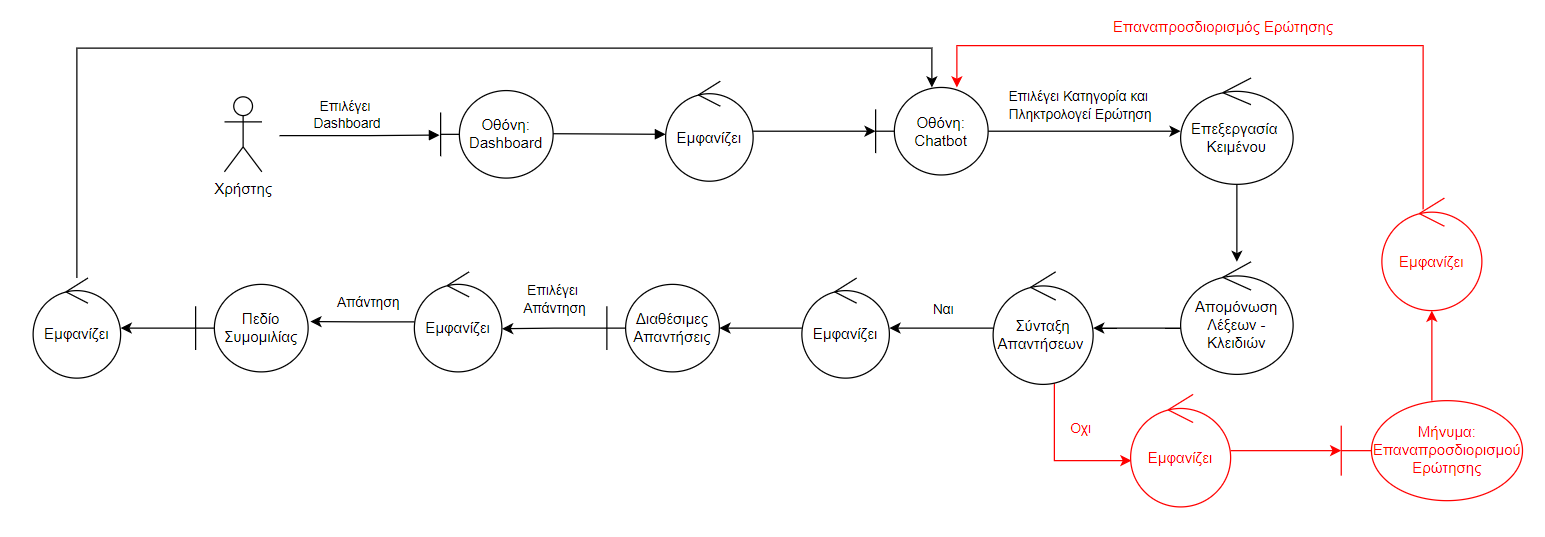 Επαναπροσδιορισμός Ερώτησης
Επιλέγει
Dashboard
Χρήστης
Οθόνη:
Dashboard
Εμφανίζει
Οθόνη:
Chatbot
Επιλέγει Κατηγορία και
Πληκτρολογεί Ερώτηση
Επεξεργασία
Κειμένου
Εμφανίζει
Εμφανίζει
Πεδίο
Συμομιλίας
Απάντηση
Εμφανίζει
Επιλέγει
Απάντηση
Διαθέσιμες
Απαντήσεις
Εμφανίζει
Ναι
Σύνταξη
Απαντήσεων
Απομόνωση
Λέξεων -
Κλειδιών
Οχι
Εμφανίζει
Μήνυμα:
Επαναπροσδιορισμού
Ερώτησης